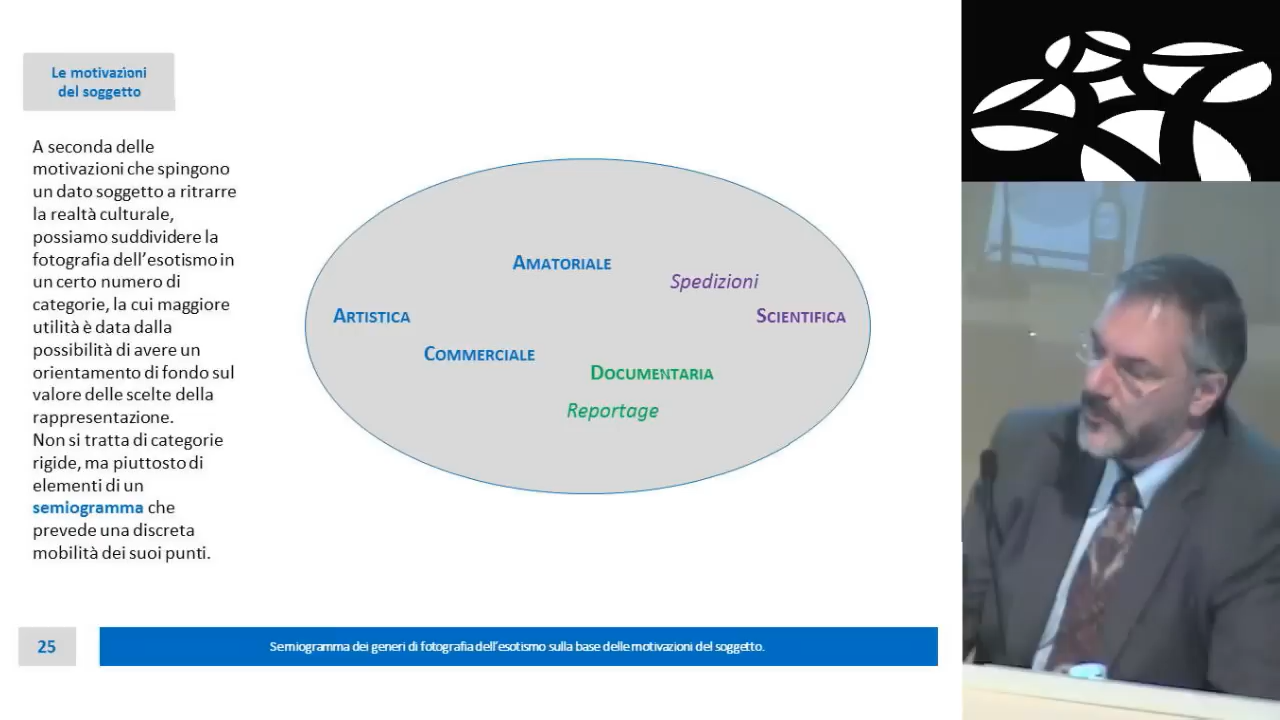 Le motivazioni
del soggetto
A seconda delle
motivazioni che spingono
un dato soggetto a ritrarre
la realtà culturale,
possiamo suddividere la
fotografia dell'esotismo in
un certo numero di
categorie, la cui maggiore
utilità è data dalla
possibilità di avere un
orientamento di fondo sul
valore delle scelte della
rappresentazione.
Non si tratta di categorie
rigide, ma piuttosto di
elementi di un
semiogramma che
prevede una discreta
mobilità dei suoi punti.
AMATORIALE
Spedizioni
ARTISTICA
SCIENTIFICA
COMMERCIALE
DOCUMENTARIA
Reportage
25
Semiogramma dei generi di fotografia dell'esotismo sulla base delle motivazioni del soggetto.